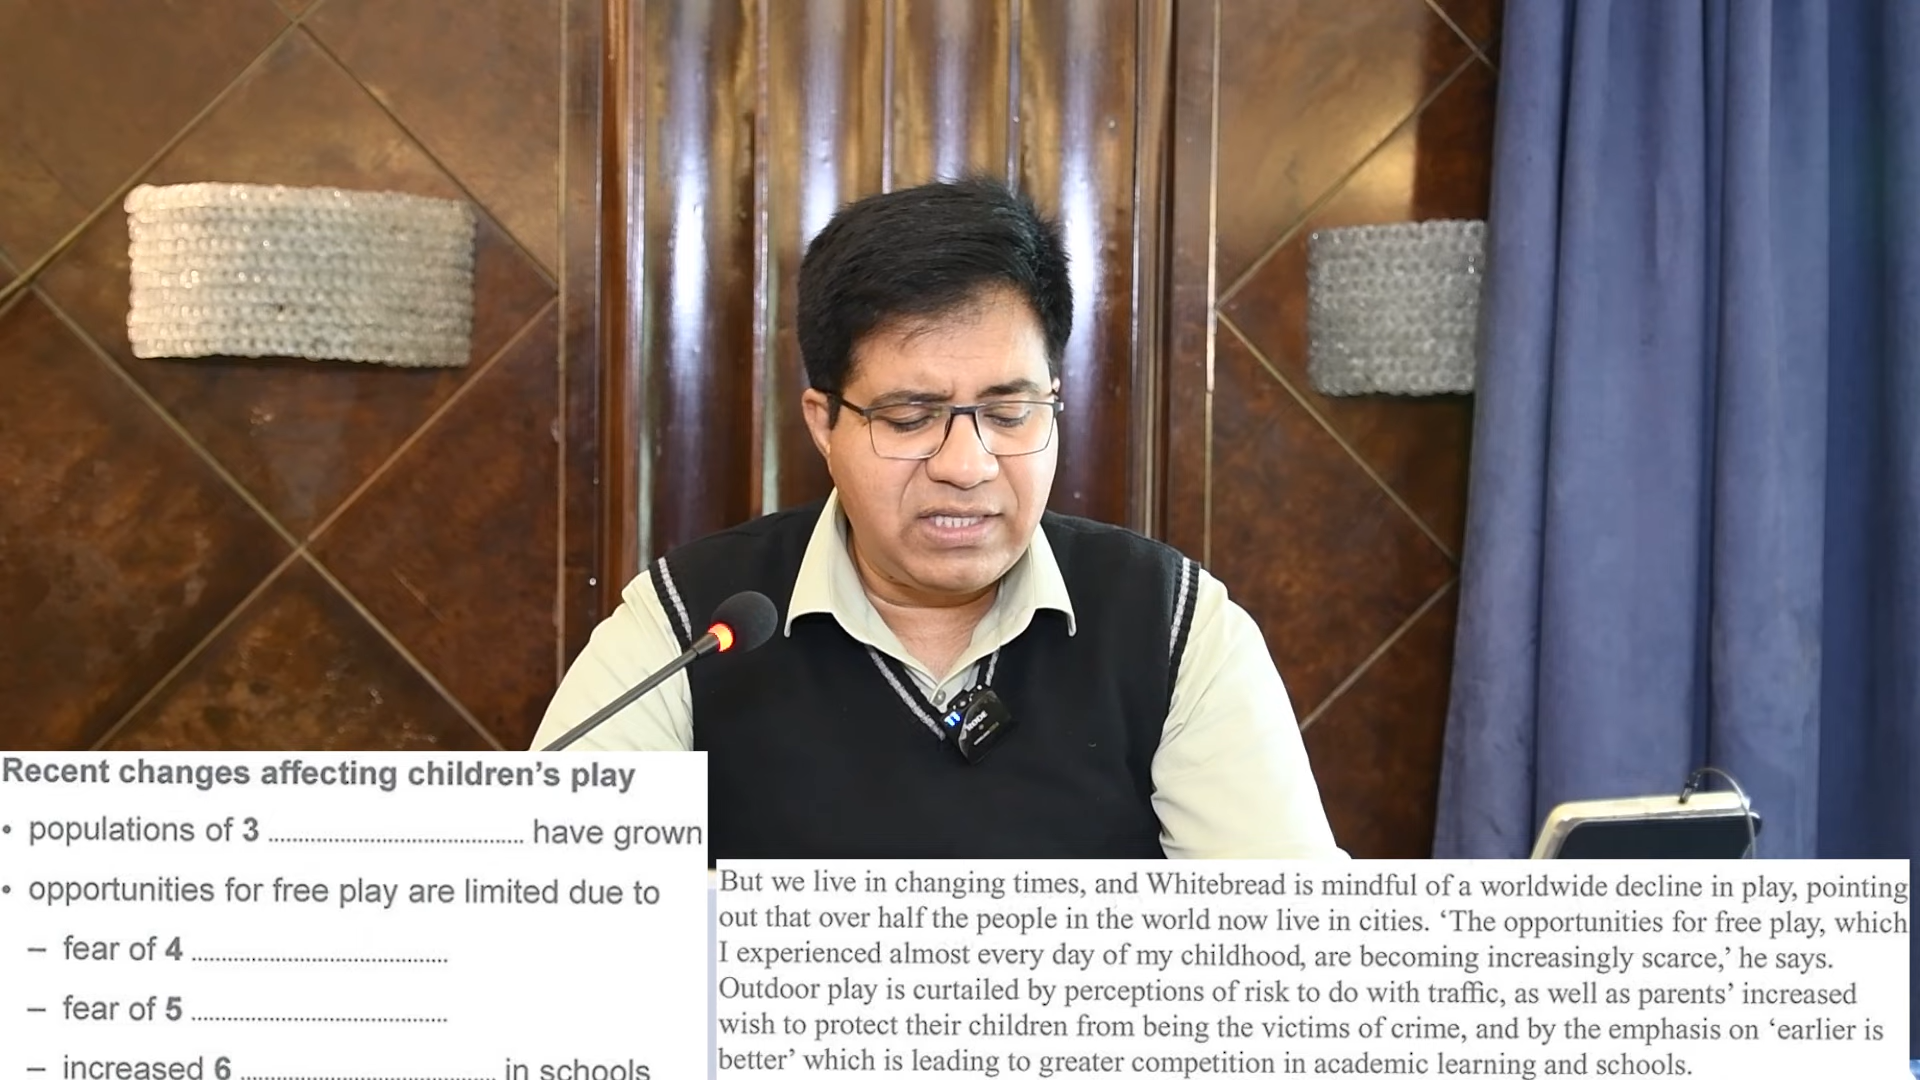 RODE
Recent changes affecting children's play
• populations of 3 ................................ have grown
• opportunities for free play are limited due to
– fear of 4 ................................
– fear of 5 ................................
– increased 6 ................................ in schools
But we live in changing times, and Whitebread is mindful of a worldwide decline in play, pointing
out that over half the people in the world now live in cities. ‘The opportunities for free play, which
I experienced almost every day of my childhood, are becoming increasingly scarce,’ he says.
Outdoor play is curtailed by perceptions of risk to do with traffic, as well as parents’ increased
wish to protect their children from being the victims of crime, and by the emphasis on ‘earlier is
better’ which is leading to greater competition in academic learning and schools.